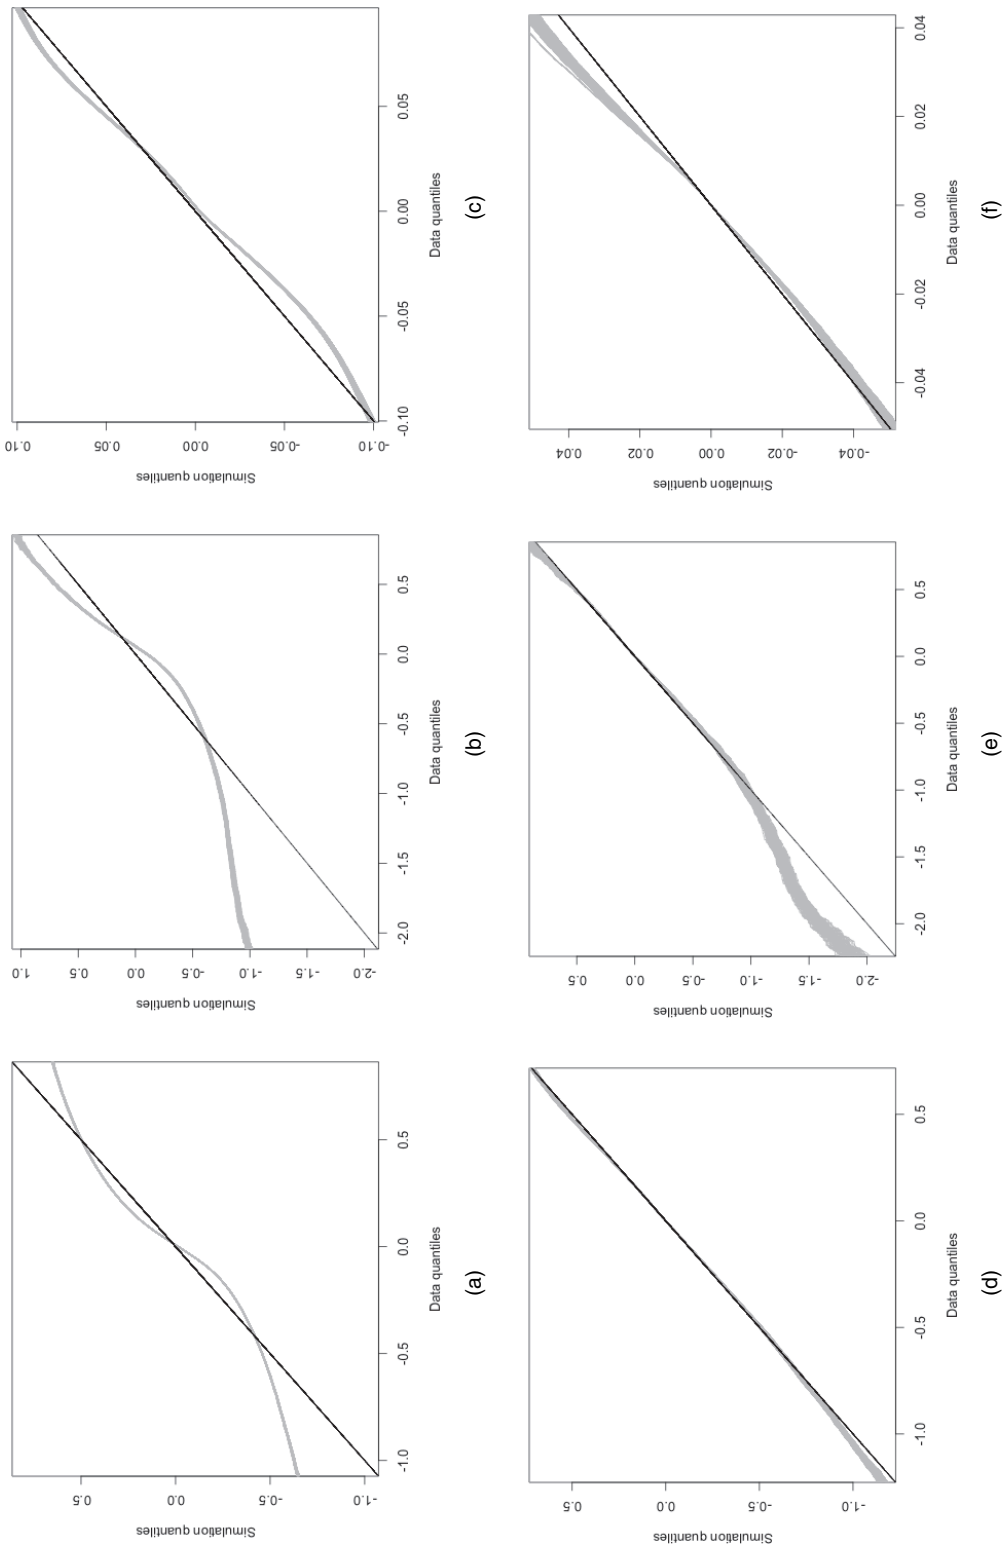 Simulation quantiles
-1.0 -0.5 0.0 0.5
-1.0 -0.5 0.0 0.5
Data quantiles
(a)
Simulation quantiles
-2.0 -1.5 -1.0 -0.5 0.0 0.5 1.0
-2.0 -1.5 -1.0 -0.5 0.0 0.5
Data quantiles
(b)
Simulation quantiles
-0.10 -0.05 0.00 0.05 0.10
-0.10 -0.05 0.00 0.05
Data quantiles
(c)
Simulation quantiles
-1.0 -0.5 0.0 0.5
-1.0 -0.5 0.0 0.5
Data quantiles
(d)
Simulation quantiles
-2.0 -1.5 -1.0 -0.5 0.0 0.5
-2.0 -1.5 -1.0 -0.5 0.0 0.5
Data quantiles
(e)
Simulation quantiles
-0.04 -0.02 0.00 0.02 0.04
-0.04 -0.02 0.00 0.02 0.04
Data quantiles
(f)